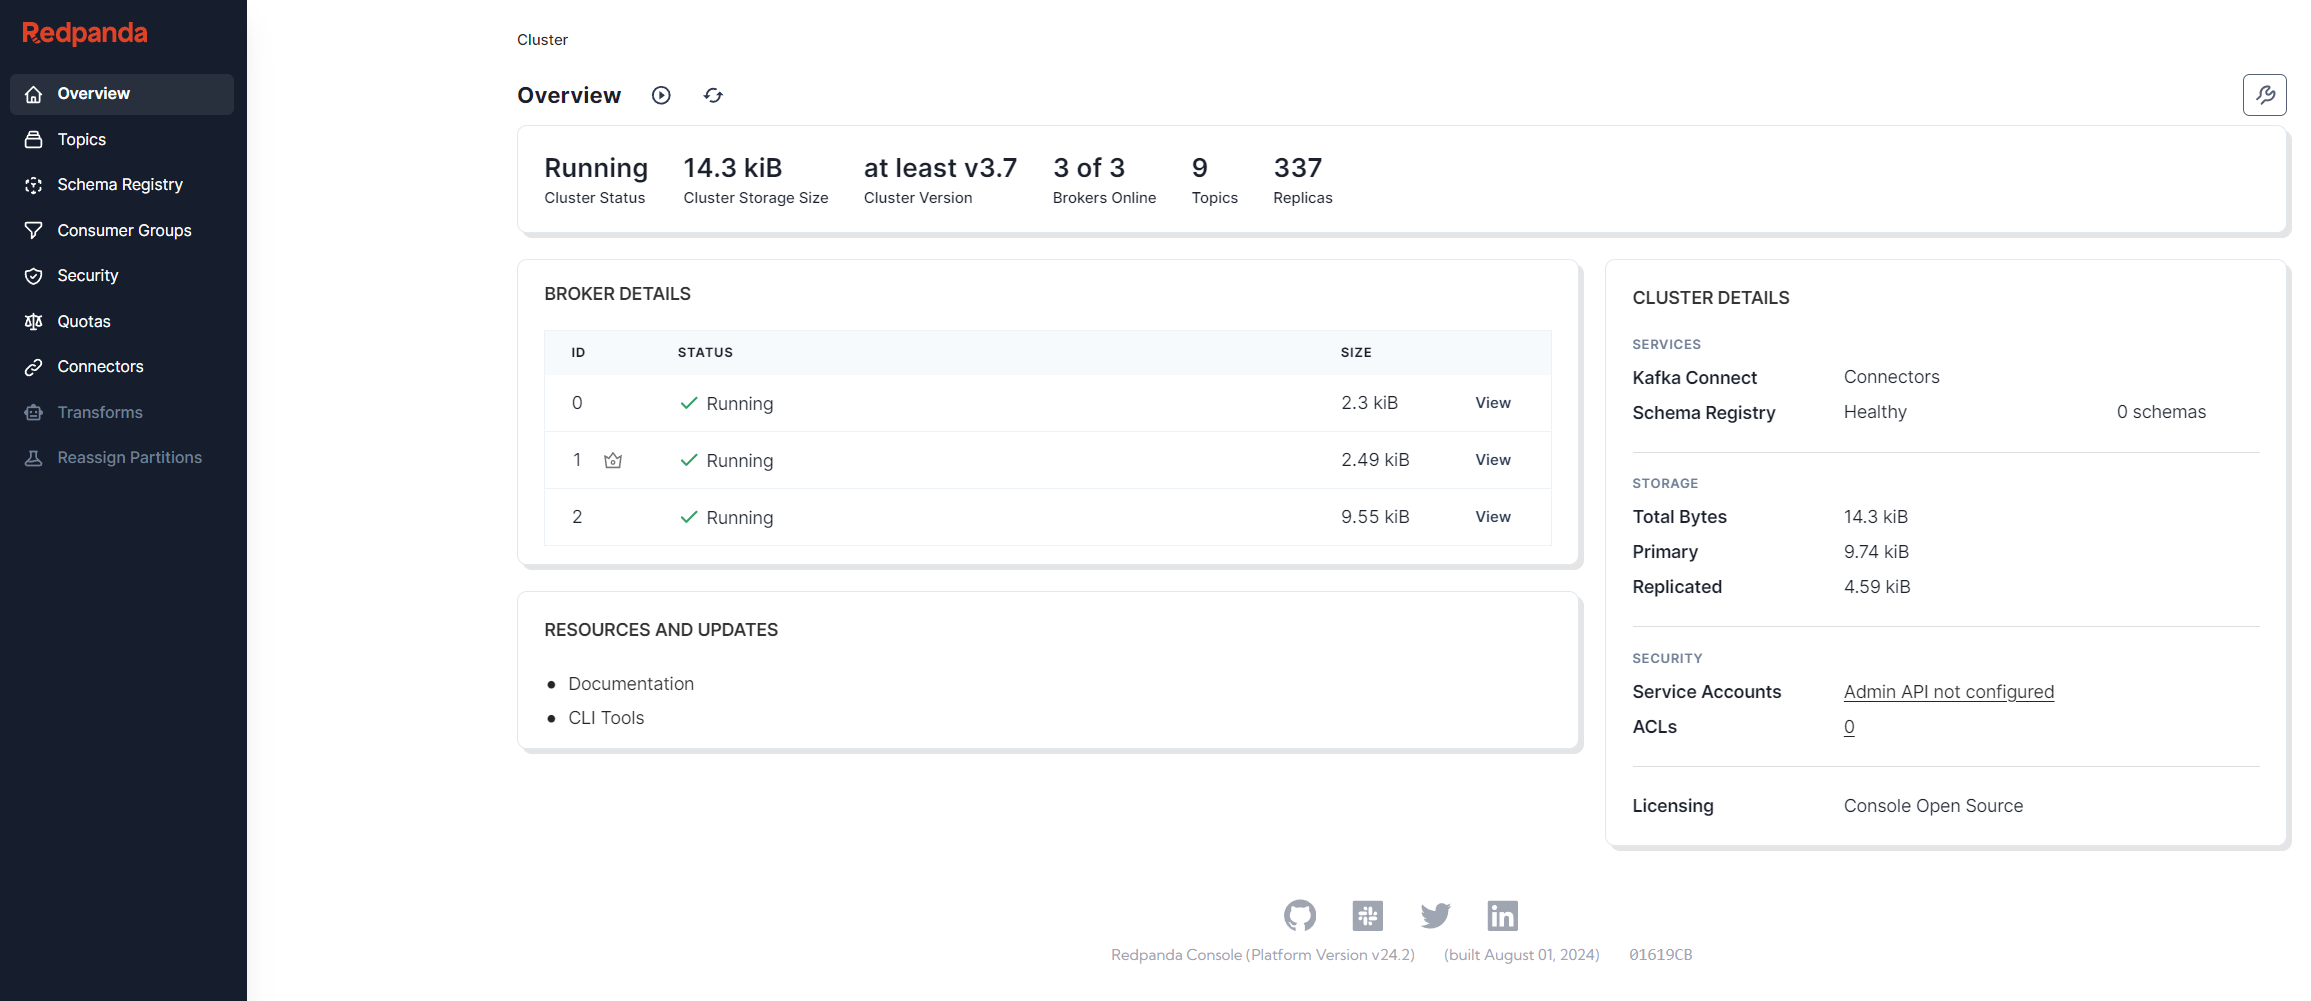 Redpanda
Overview
Topics
Schema Registry
Consumer Groups
Security
Quotas
Connectors
Transforms
Reassign Partitions
Cluster
Overview
Running 14.3 kiB at least v3.7 3 of 3 9 337
Cluster Status Cluster Storage Size Cluster Version Brokers Online Topics Replicas
BROKER DETAILS
ID STATUS SIZE
0 Running 2.3 kiB View
1 Running 2.49 kiB View
2 Running 9.55 kiB View
RESOURCES AND UPDATES
Documentation
CLI Tools
CLUSTER DETAILS
SERVICES
Kafka Connect Connectors
Schema Registry Healthy 0 schemas
STORAGE
Total Bytes 14.3 kiB
Primary 9.74 kiB
Replicated 4.59 kiB
SECURITY
Service Accounts Admin API not configured
ACLs 0
Licensing Console Open Source
Redpanda Console (Platform Version v24.2) (built August 01, 2024) 01619CB